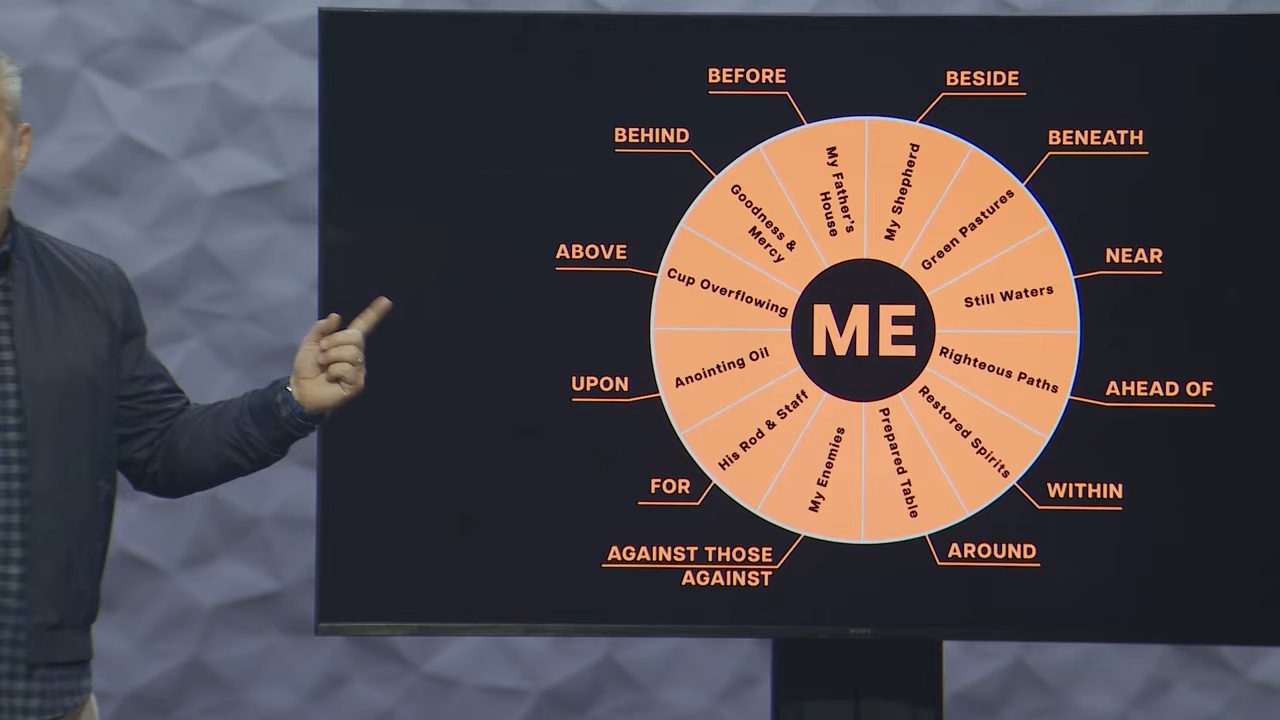 BEFORE
BESIDE
BENEATH
NEAR
AHEAD OF
WITHIN
AROUND
AGAINST THOSE
AGAINST
FOR
UPON
ABOVE
BEHIND
My Father's
House
My Shepherd
Green Pastures
Still Waters
Righteous Paths
Restored Spirits
Prepared Table
My Enemies
His Rod & Staff
Anointing Oil
Cup Overflowing
Goodness &
Mercy
ME
SONY